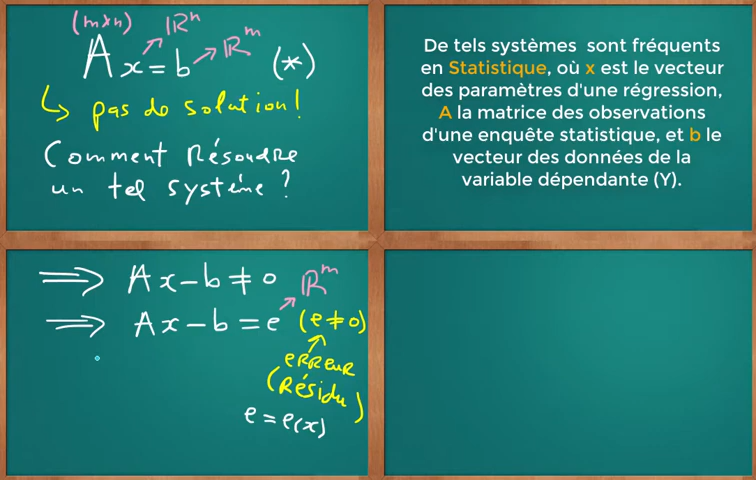 (m×n) ℝⁿ
Ax = b → ℝᵐ (*)
↳ pas de solution!
Comment Résoudre
un tel système ?
De tels systèmes sont fréquents
en Statistique, où x est le vecteur
des paramètres d'une régression,
A la matrice des observations
d'une enquête statistique, et b le
vecteur des données de la
variable dépendante (Y).
⟹ Ax - b ≠ 0 ℝᵐ
⟹ Ax - b = e (e ≠ 0)
erreur
(Résidu)
e = e(x)